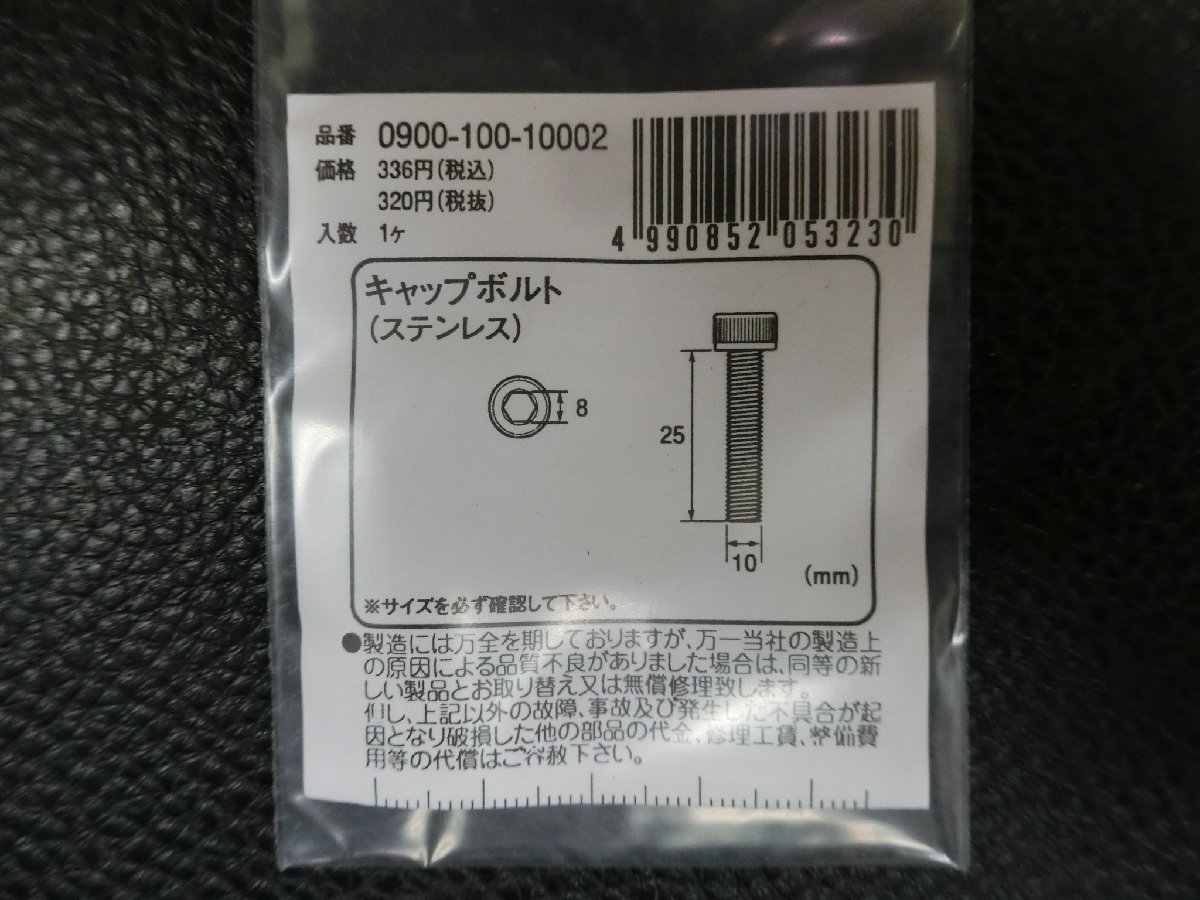 品番 0900-100-10002
価格 336円(税込)
320円(税抜)
入数 1ケ
4 990852 053230
キャップボルト
(ステンレス)
8
25
10
(mm)
※サイズを必ず確認して下さい。
●製造には万全を期しておりますが、万一当社の製造上
の原因による品質不良がありました場合は、同等の新
しい製品とお取り替え又は無償修理致します。
但し、上記以外の故障、事故及び発生した不具合が起
因となり破損した他の部品の代金、修理工賃、整備費
用等の代償はご容赦下さい。